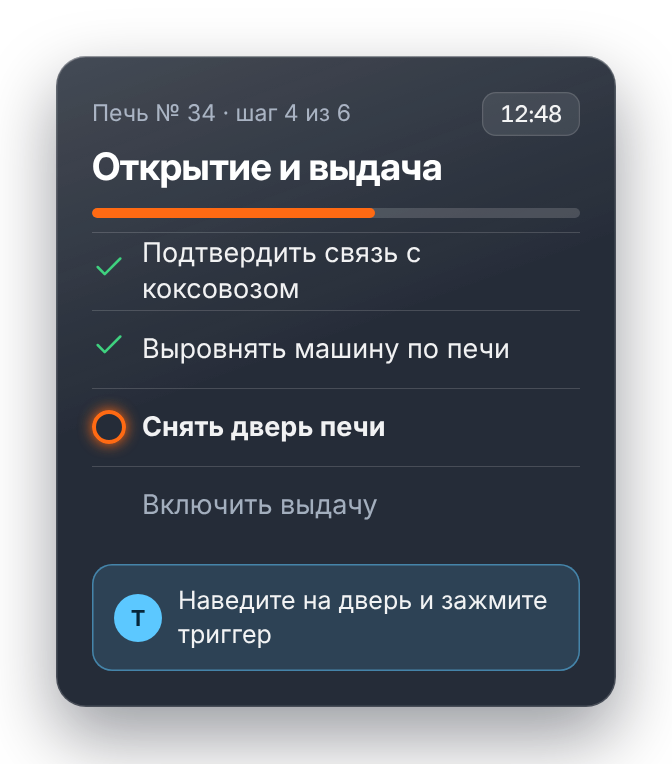 Печь № 34 · шаг 4 из 6
12:48
Открытие и выдача
Подтвердить связь с
коксовозом
Выровнять машину по печи
Снять дверь печи
Включить выдачу
T
Наведите на дверь и зажмите
триггер